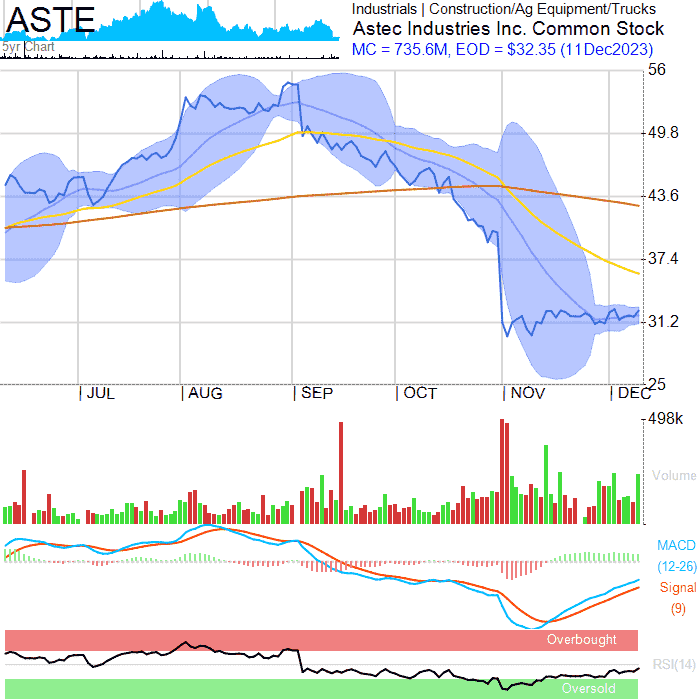 ASTE
5yr Chart
Industrials | Construction/Ag Equipment/Trucks
Astec Industries Inc. Common Stock
MC = 735.6M, EOD = $32.35 (11Dec2023)
56
49.8
43.6
37.4
31.2
25
| JUL
| AUG
| SEP
| OCT
| NOV
| DEC
498k
Volume
MACD
(12-26)
Signal
(9)
Overbought
RSI(14)
Oversold